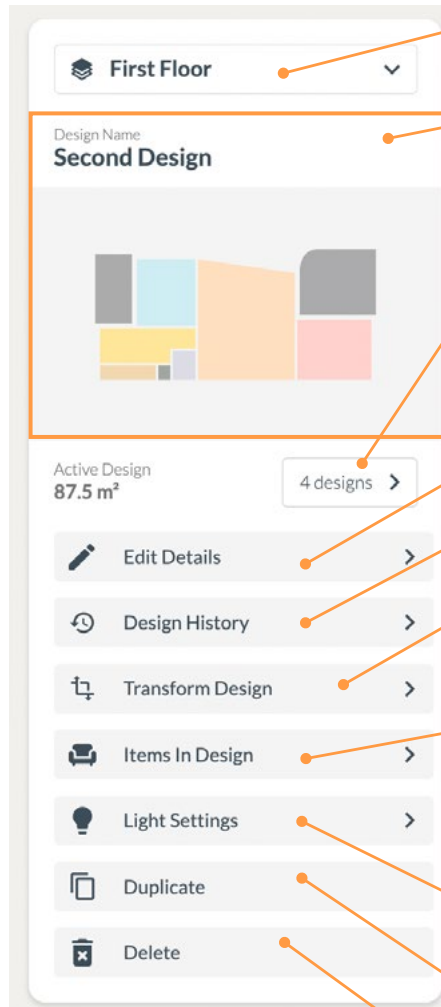 First Floor
Design Name
Second Design
Active Design
87.5 m²
4 designs
Edit Details
Design History
Transform Design
Items In Design
Light Settings
Duplicate
Delete